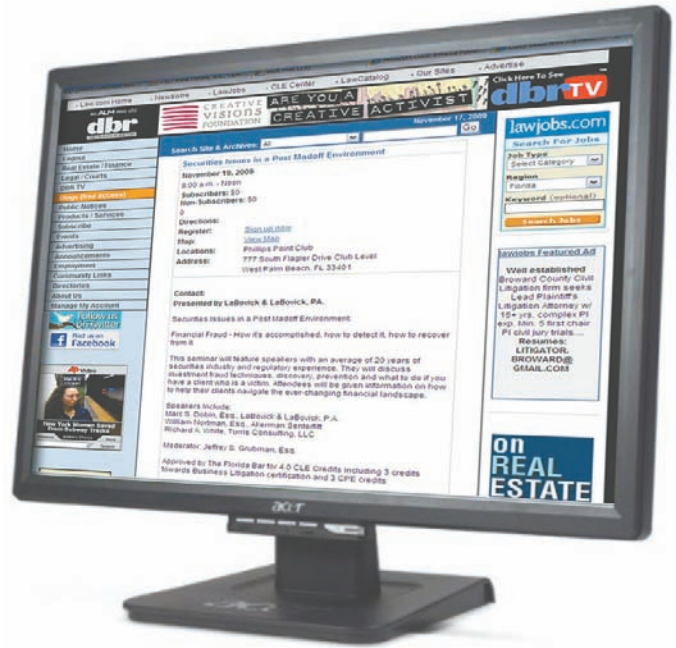 Law.com Home
Newswire
LawJobs
CLE Center
LawCatalog
Our Sites
Advertise
dbr
CREATIVE
VISIONS
FOUNDATION
ARE YOU A
CREATIVE ACTIVIST
Click Here To See
dbrTV
November 17, 2009
Search Site & Archives: All
Go
Home
Logout
Real Estate / Finance
Legal / Courts
DBR TV
Blogs (free access)
Public Notices
Products / Services
Subscribe
Events
Advertising
Announcements
Employment
Community Links
Directories
About Us
Manage My Account
Follow us
On Twitter
Find us on
Facebook
AP Video
New York Woman Saved
From Subway Tracks
Securities Issues in a Post Madoff Environment
November 19, 2009
8:00 a.m. - Noon
Subscribers: $0
Non-Subscribers: $0
0
Directions:
Register: Sign up now
Map: View Map
Locations: Phillips Point Club
Address: 777 South Flagler Drive Club Level
West Palm Beach, FL 33401
Contact:
Presented by LaBovick & LaBovick, PA.
Securities Issues in a Post Madoff Environment:
Financial Fraud - How it's accomplished, how to detect it, how to recover
from it
This seminar will feature speakers with an average of 20 years of
securities industry and regulatory experience. They will discuss
investment fraud techniques, discovery, prevention and what to do if you
have a client who is a victim. Attendees will be given information on how
to help their clients navigate the ever-changing financial landscape.
Speakers Include:
Marc S. Dobin, Esq., LaBovick & LaBovick, P.A.
William Nortman, Esq., Akerman Senterfitt
Richard A. White, Turris Consulting, LLC
Moderator: Jeffrey S. Grubman, Esq.
Approved by The Florida Bar for 4.0 CLE Credits including 3 credits
towards Business Litigation certification and 3 CPE credits
lawjobs.com
Search For Jobs
Job Type
Select Category
Region
Florida
Keyword (optional)
Search Jobs
lawjobs Featured Ad
Well established
Broward County Civil
Litigation firm seeks
Lead Plaintiff's
Litigation Attorney w/
15+ yrs. complex PI
exp. Min. 5 first chair
PI civil jury trials....
Resumes:
LITIGATOR.
BROWARD@
GMAIL.COM
on
REAL
ESTATE
acer